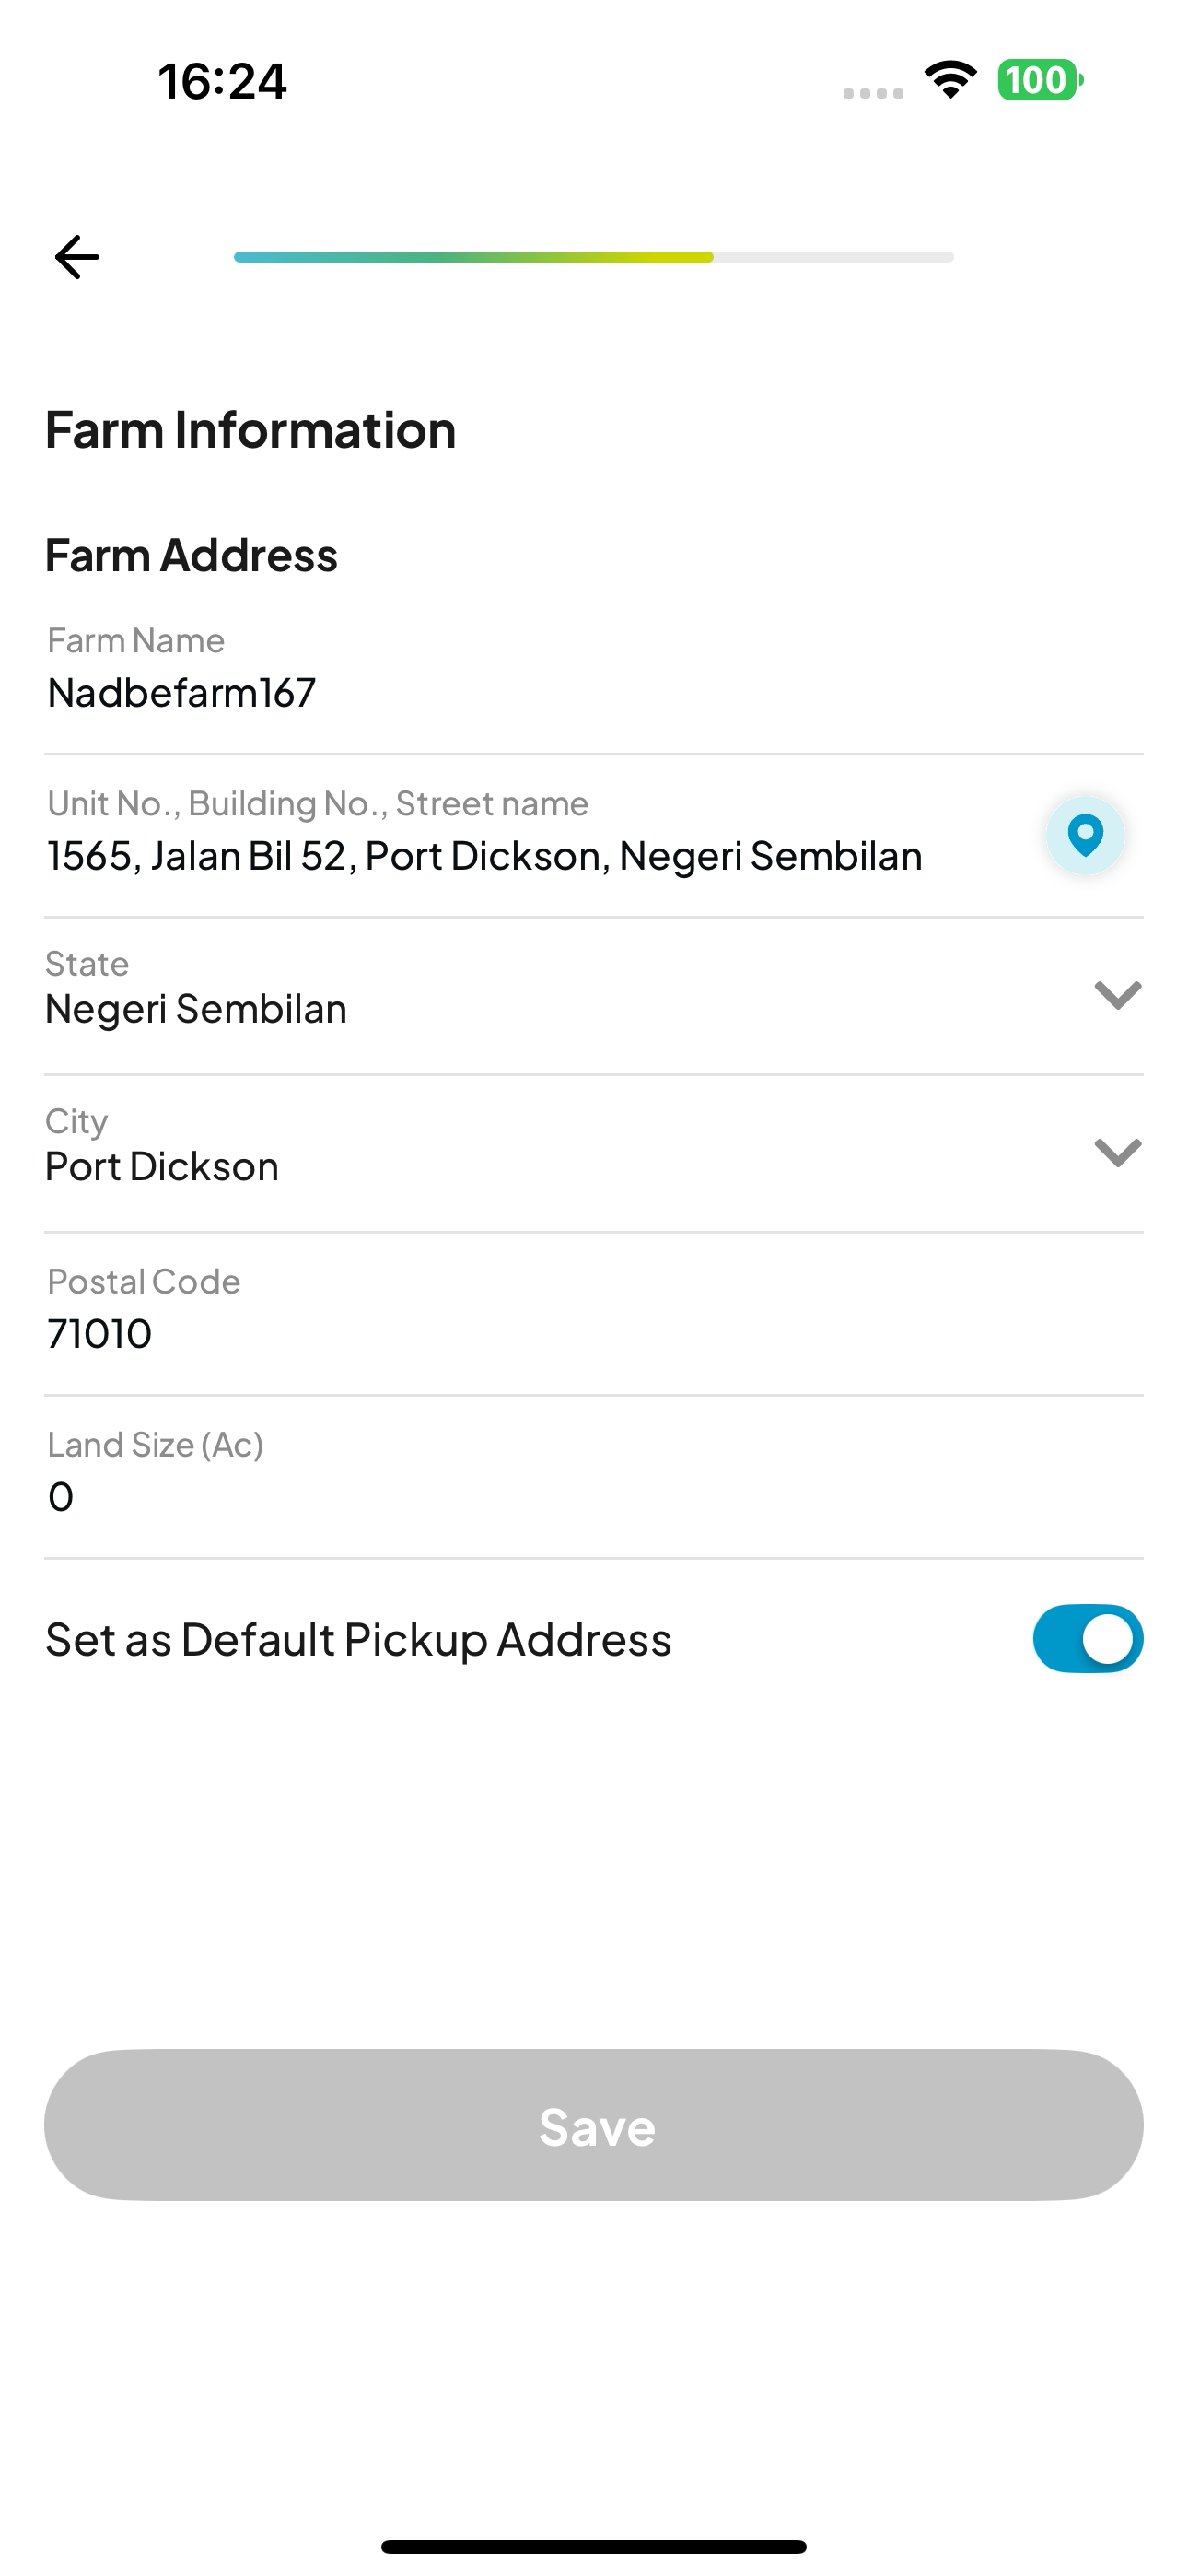 16:24
100
Farm Information
Farm Address
Farm Name
Nadbefarm167
Unit No., Building No., Street name
1565, Jalan Bil 52, Port Dickson, Negeri Sembilan
State
Negeri Sembilan
City
Port Dickson
Postal Code
71010
Land Size (Ac)
0
Set as Default Pickup Address
Save